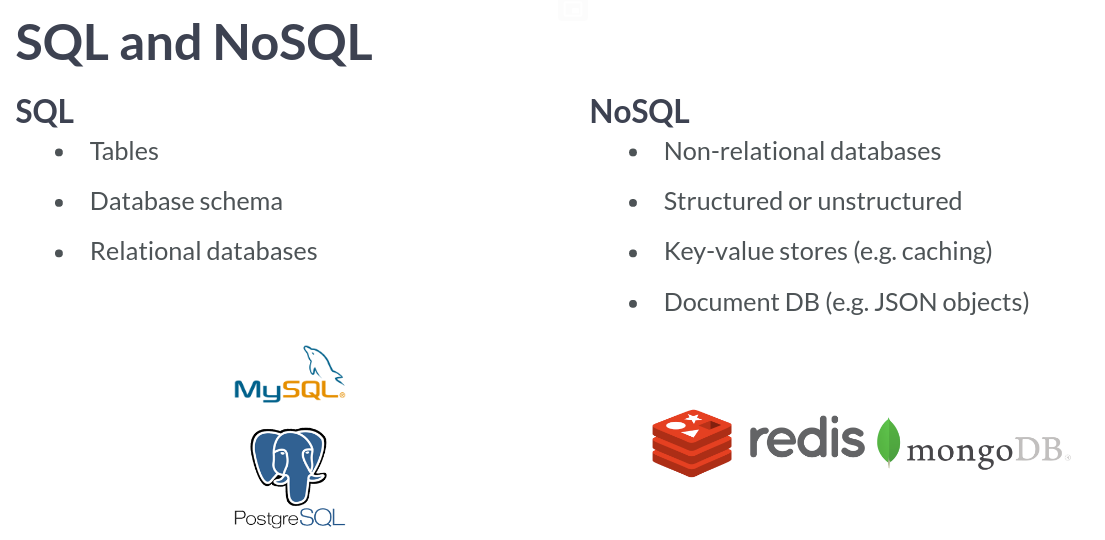 SQL and NoSQL
SQL
• Tables
• Database schema
• Relational databases
MySQL®
PostgreSQL
NoSQL
• Non-relational databases
• Structured or unstructured
• Key-value stores (e.g. caching)
• Document DB (e.g. JSON objects)
redis
mongoDB®